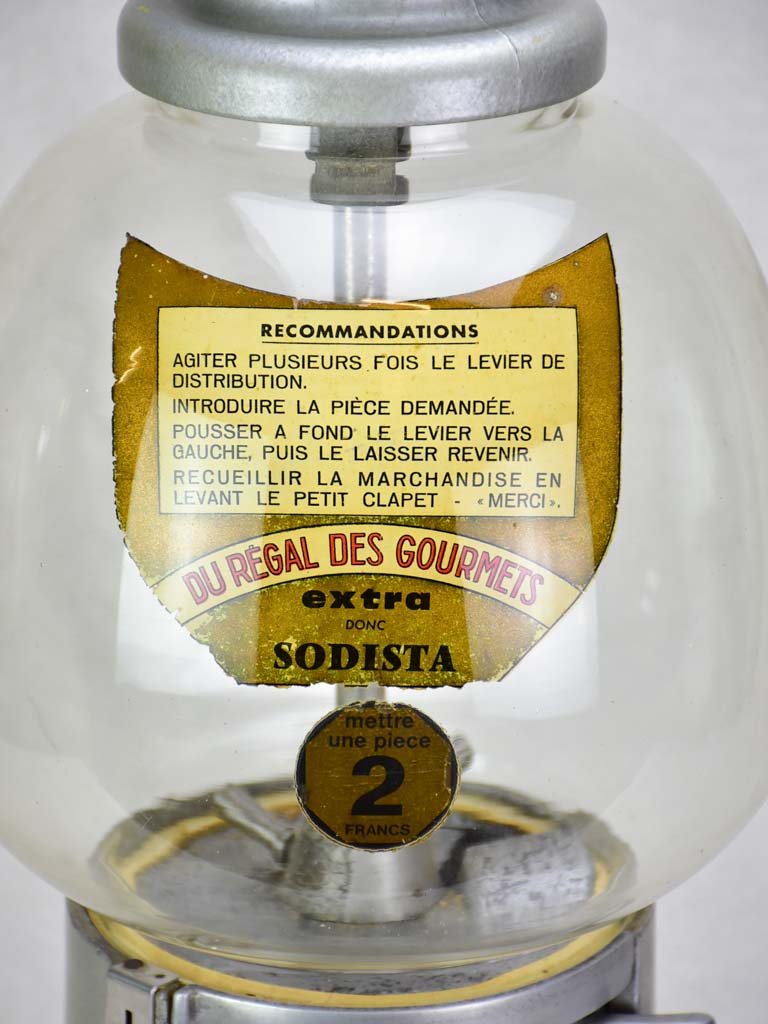 RECOMMANDATIONS
AGITER PLUSIEURS FOIS LE LEVIER DE
DISTRIBUTION.
INTRODUIRE LA PIÈCE DEMANDÉE.
POUSSER A FOND LE LEVIER VERS LA
GAUCHE, PUIS LE LAISSER REVENIR.
RECUEILLIR LA MARCHANDISE EN
LEVANT LE PETIT CLAPET - «MERCI».
DU RÉGAL DES GOURMETS
extra
DONC
SODISTA
mettre
une piece
2
FRANCS